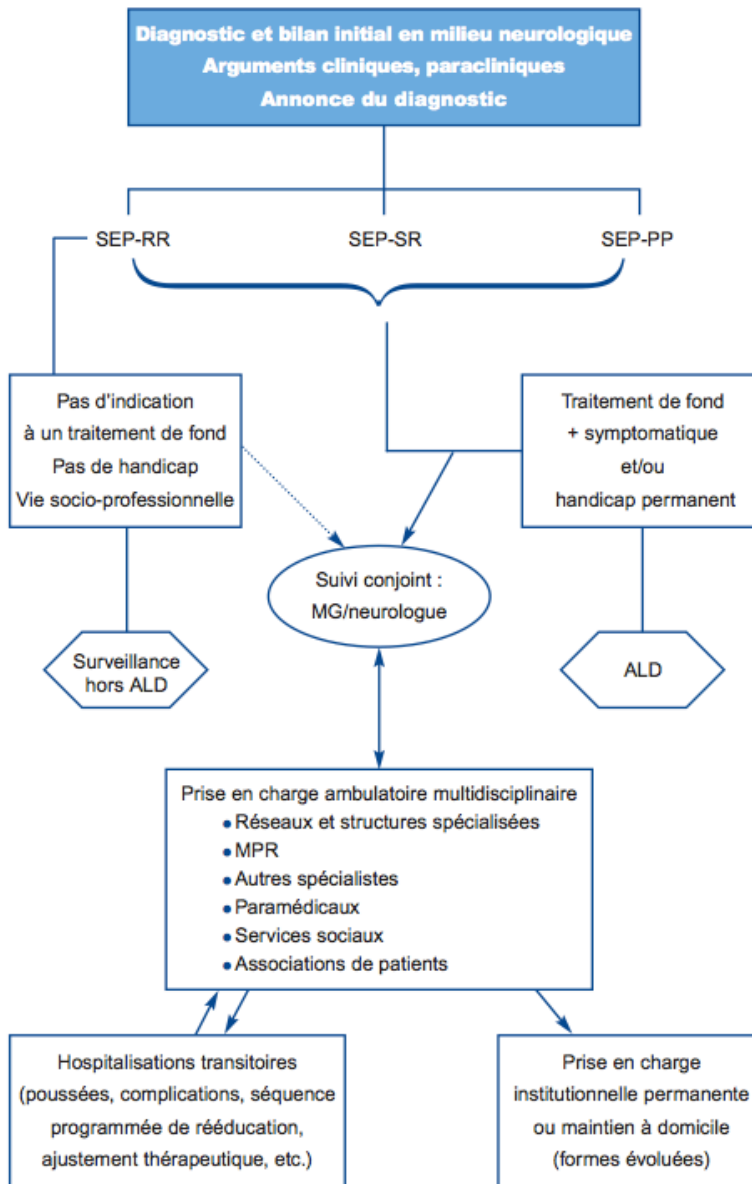 Diagnostic et bilan initial en milieu neurologique
Arguments cliniques, paracliniques
Annonce du diagnostic
SEP-RR
SEP-SR
SEP-PP
Pas d'indication
à un traitement de fond
Pas de handicap
Vie socio-professionnelle
Traitement de fond
+ symptomatique
et/ou
handicap permanent
Suivi conjoint :
MG/neurologue
Surveillance
hors ALD
ALD
Prise en charge ambulatoire multidisciplinaire
• Réseaux et structures spécialisées
• MPR
• Autres spécialistes
• Paramédicaux
• Services sociaux
• Associations de patients
Hospitalisations transitoires
(poussées, complications, séquence
programmée de rééducation,
ajustement thérapeutique, etc.)
Prise en charge
institutionnelle permanente
ou maintien à domicile
(formes évoluées)